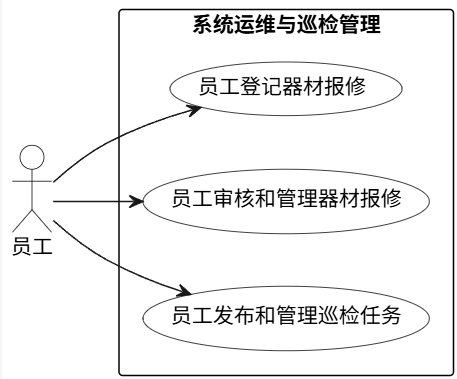 系统运维与巡检管理
员工登记器材报修
员工审核和管理器材报修
员工
员工发布和管理巡检任务